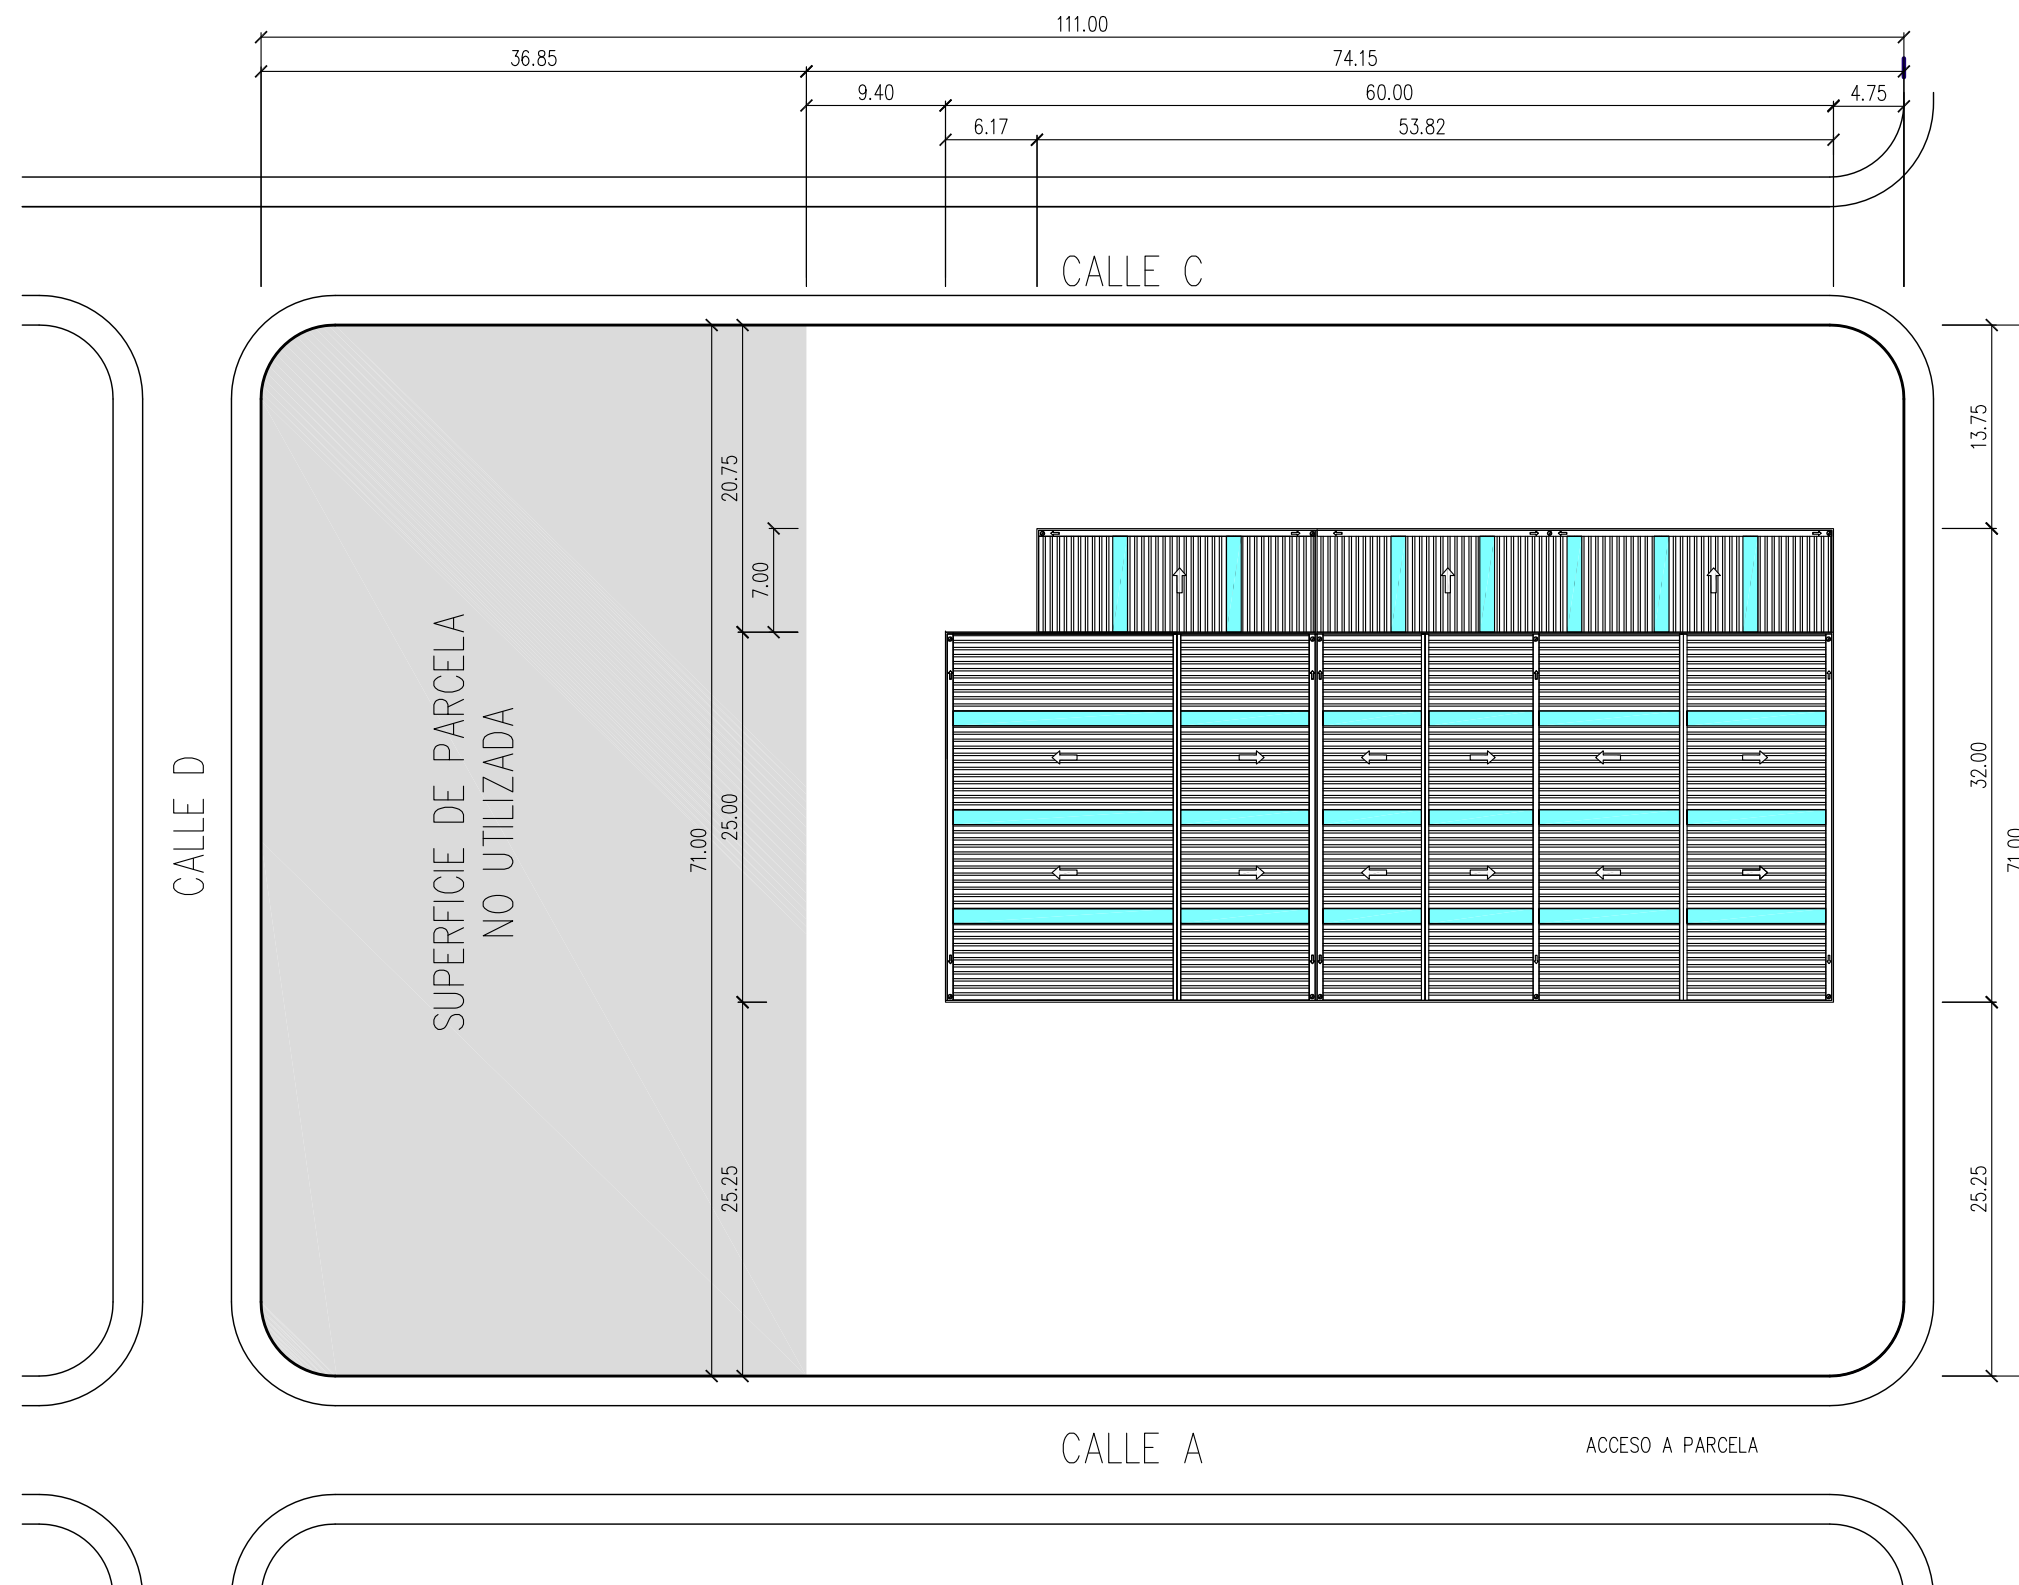 111.00
36.85
74.15
9.40
60.00
4.75
6.17
53.82
CALLE C
13.75
20.75
7.00
SUPERFICIE DE PARCELA
NO UTILIZADA
CALLE D
71.00
25.00
32.00
71.00
25.25
25.25
CALLE A
ACCESO A PARCELA